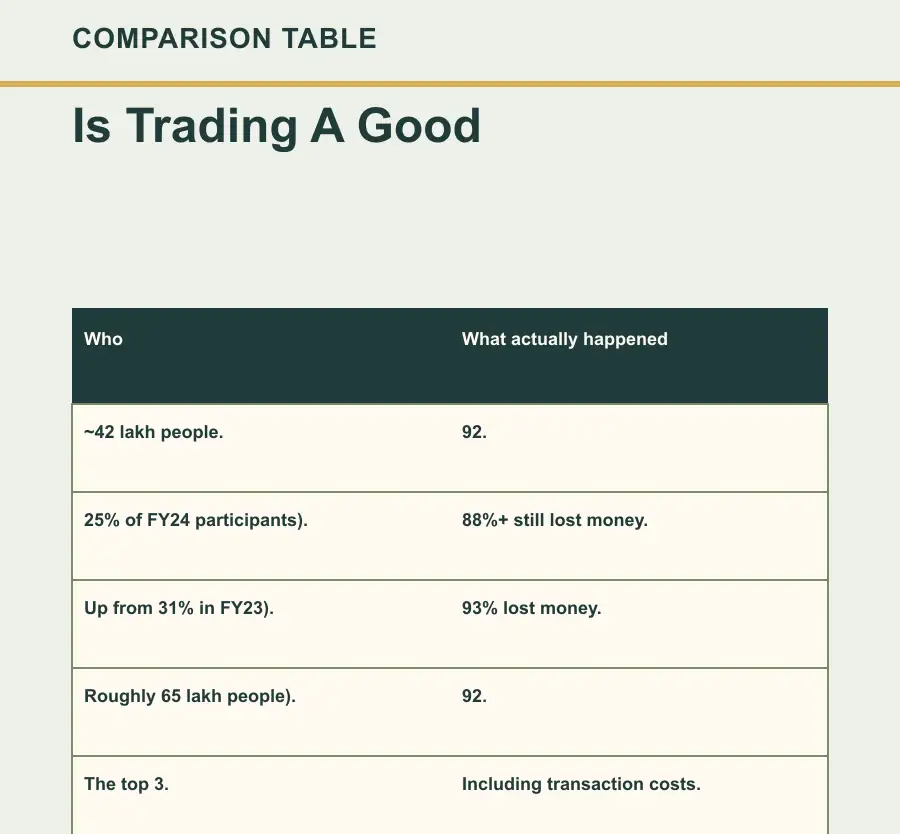 COMPARISON TABLE
Is Trading A Good
Who What actually happened
~42 lakh people. 92.
25% of FY24 participants). 88%+ still lost money.
Up from 31% in FY23). 93% lost money.
Roughly 65 lakh people). 92.
The top 3. Including transaction costs.